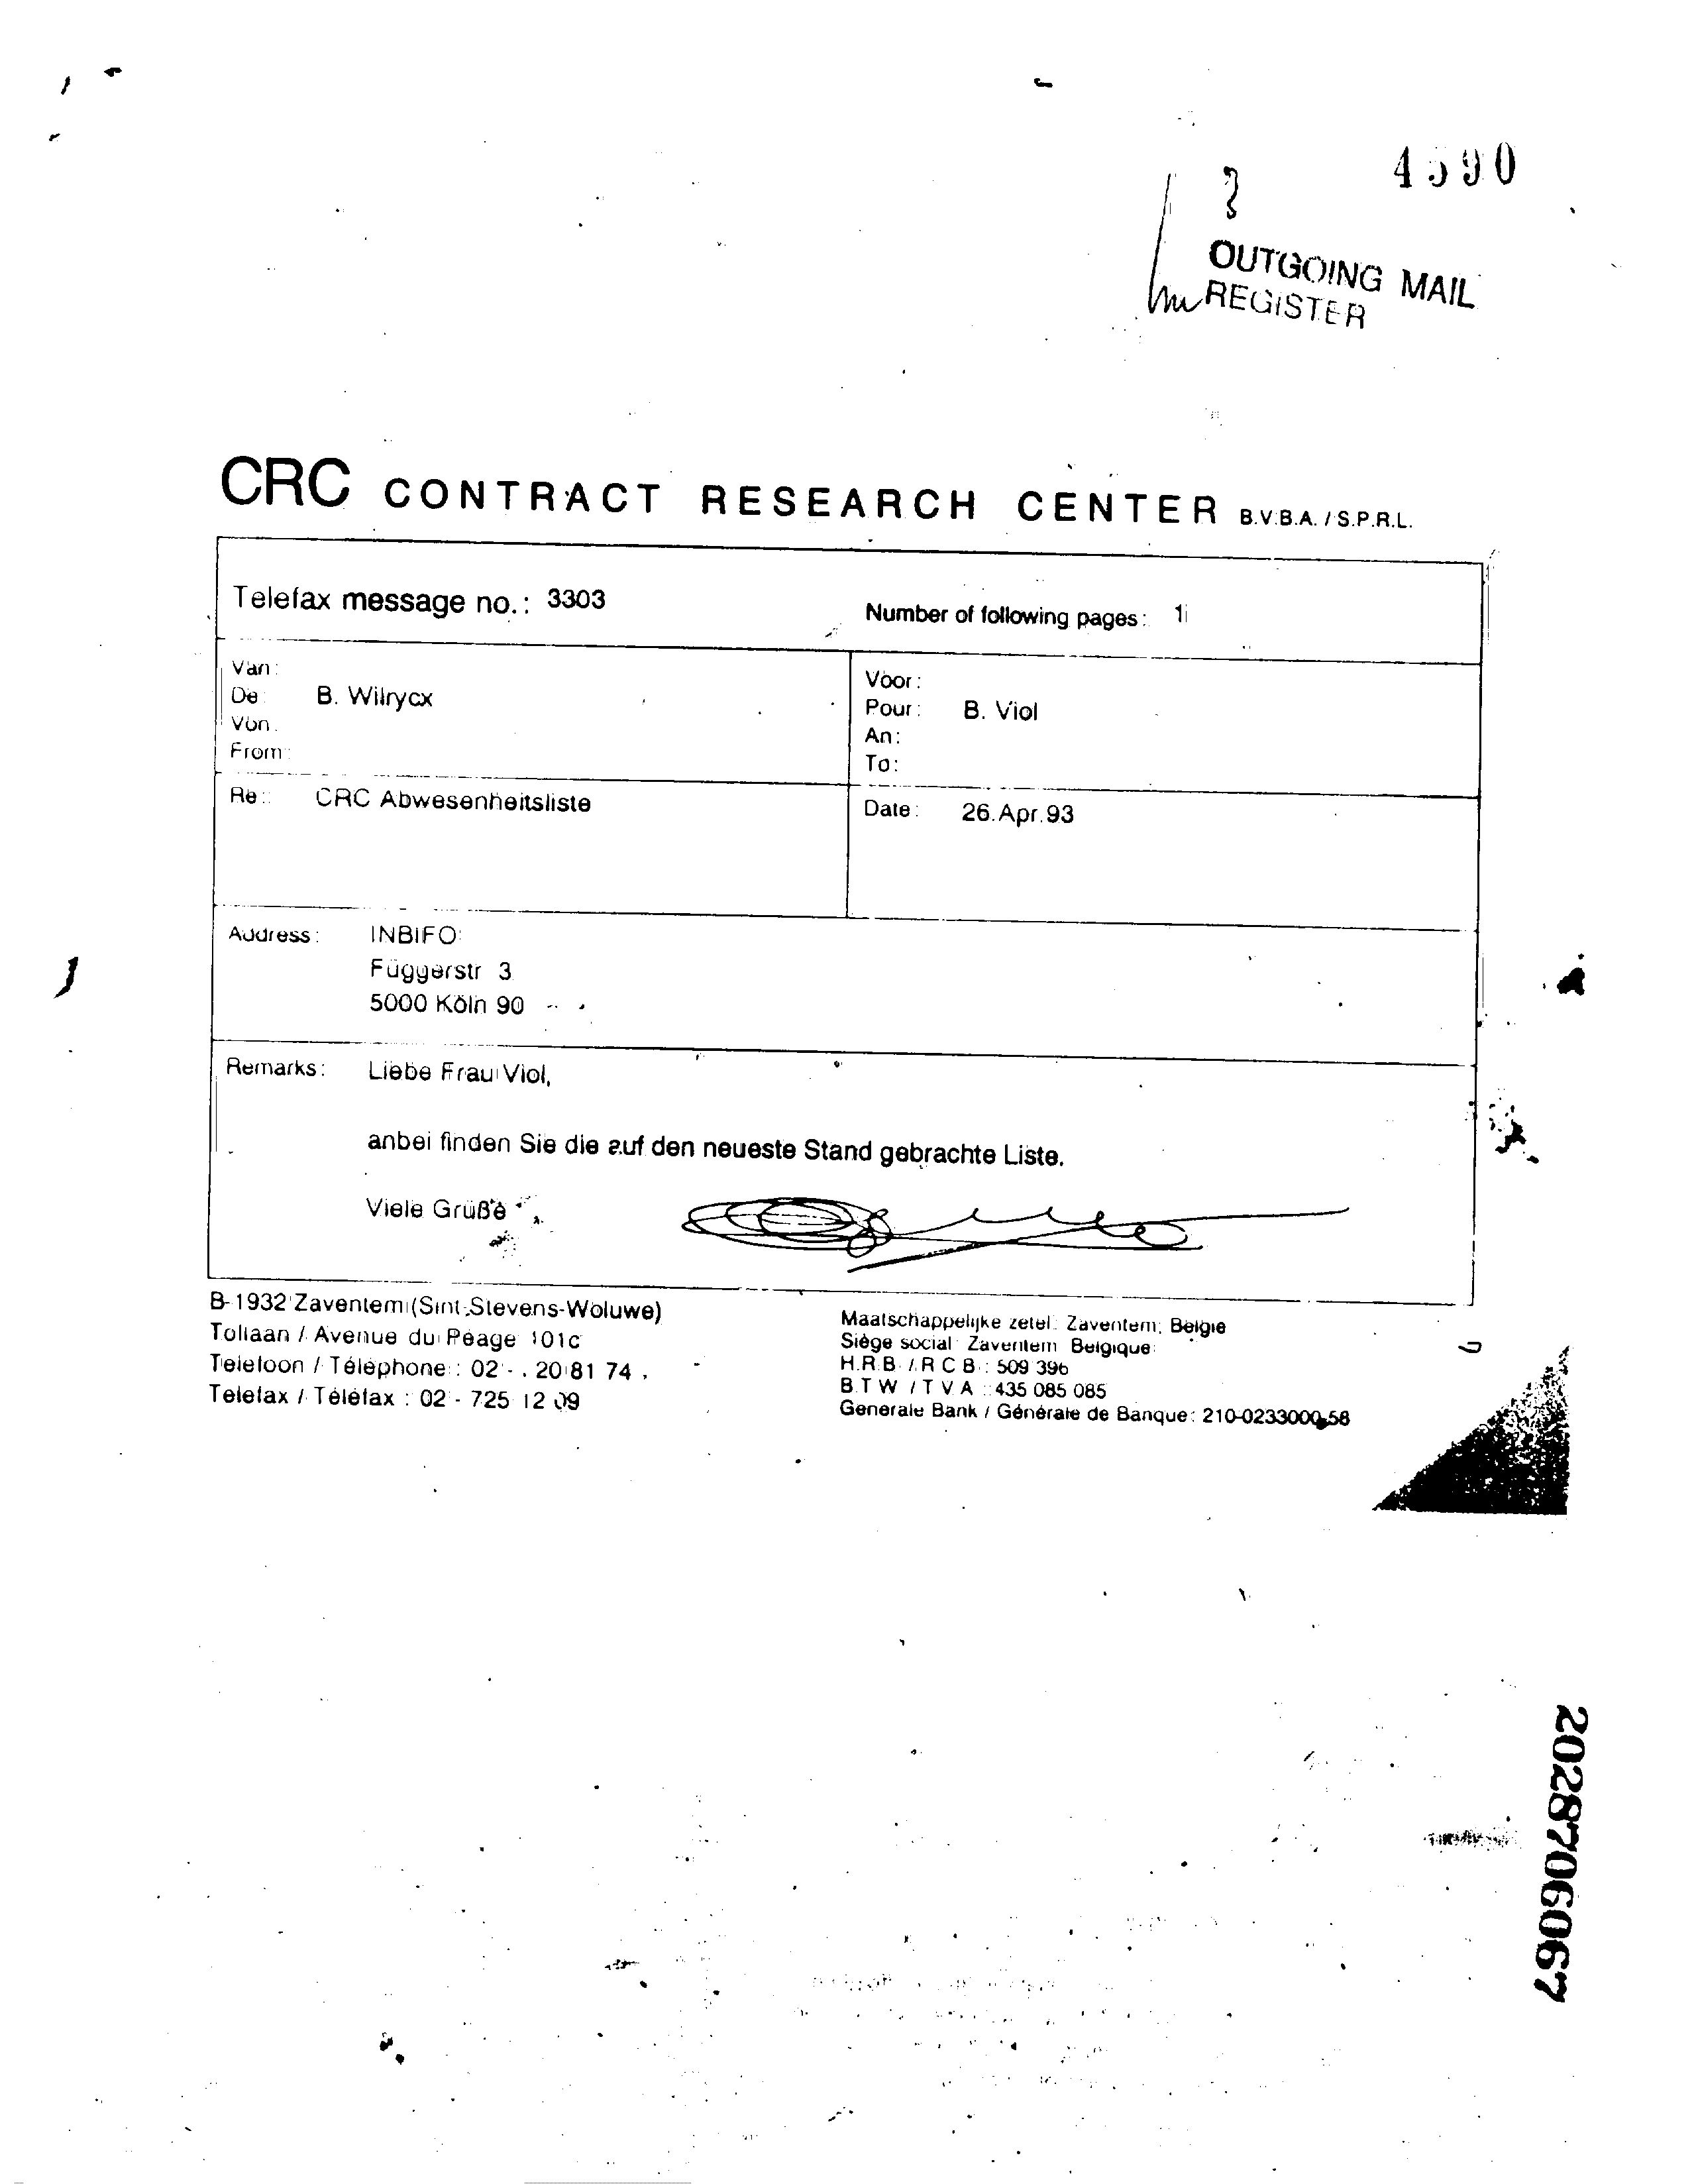 4590
OUTGOING MAIL
REGISTER
CRC CONTRACT RESEARCH CENTER B.V.B.A. / S.P.R.L.
Telefax message no.: 3303
Number of following pages: 1
Van:
De: B. Wilrycx
Von:
From:
Voor:
Pour: B. Viol
An:
To:
Re: CRC Abwesenheitsliste
Date: 26.Apr.93
Address: INBIFO
Fuggerstr 3
5000 Köln 90
Remarks: Liebe Frau Viol,
anbei finden Sie die auf den neueste Stand gebrachte Liste.
Viele Grüße
B-1932 Zaventem (Sint-Stevens-Woluwe)
Tollaan / Avenue du Péage 101c
Telefoon / Téléphone : 02 - . 20 81 74
Telefax / Téléfax : 02 - 725 12 09
Maatschappelijke zetel: Zaventem, België
Siège social Zaventem Belgique
H.R.B. / R C B : 509 396
B.T W / T V A : 435 085 085
Generale Bank / Générale de Banque: 210-0233000-58
2028706067